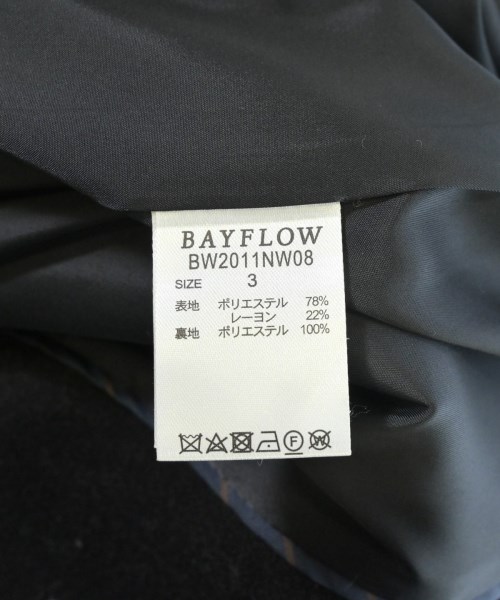 BAYFLOW
BW2011NW08
SIZE 3
表地 ポリエステル 78%
レーヨン 22%
裏地 ポリエステル 100%
F W